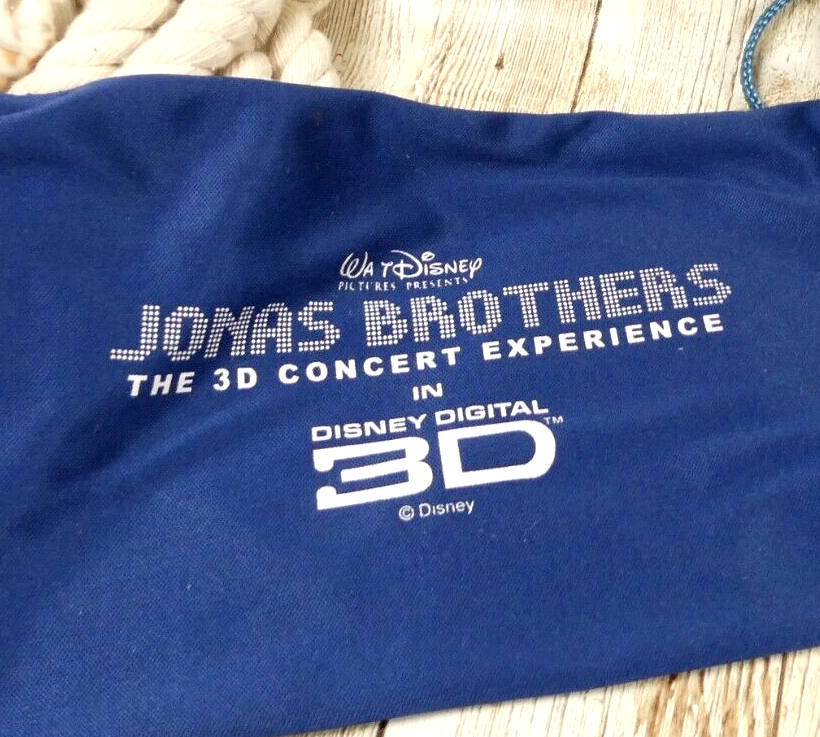 WALT DISNEY
PICTURES PRESENTS
JONAS BROTHERS
THE 3D CONCERT EXPERIENCE
IN
DISNEY DIGITAL
3D™
© Disney